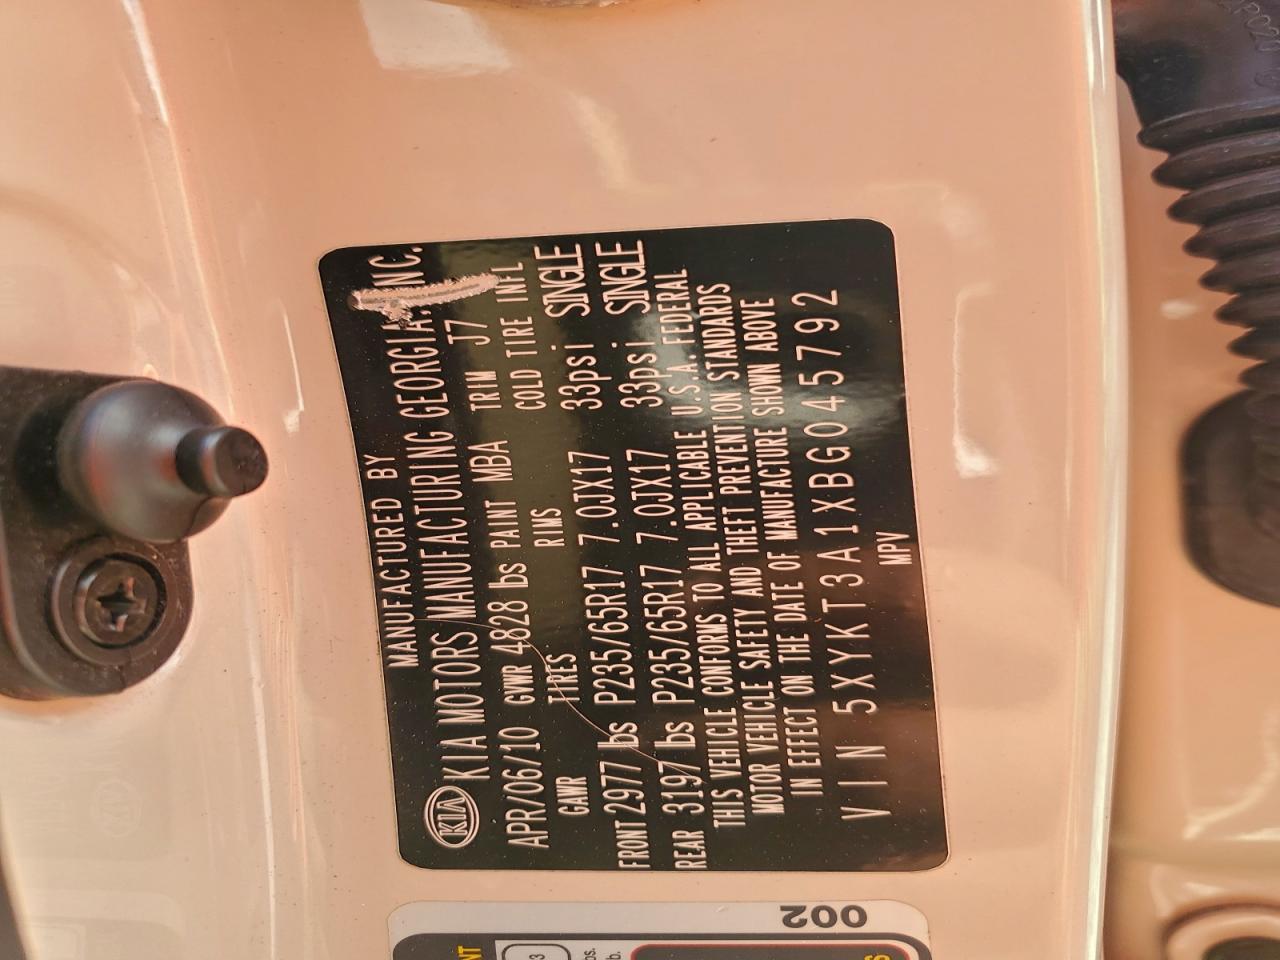 MANUFACTURED BY
KIA KIA MOTORS MANUFACTURING GEORGIA, INC.
APR/06/10 GVWR 4828 lbs PAINT MBA TRIM J7
GAWR TIRES RIMS COLD TIRE INFL.
FRONT 2977 lbs P235/65R17 7.0JX17 33psi SINGLE
REAR 3197 lbs P235/65R17 7.0JX17 33psi SINGLE
THIS VEHICLE CONFORMS TO ALL APPLICABLE U.S.A. FEDERAL
MOTOR VEHICLE SAFETY AND THEFT PREVENTION STANDARDS
IN EFFECT ON THE DATE OF MANUFACTURE SHOWN ABOVE
VIN 5XYKT3A1XBG045792
MPV
002